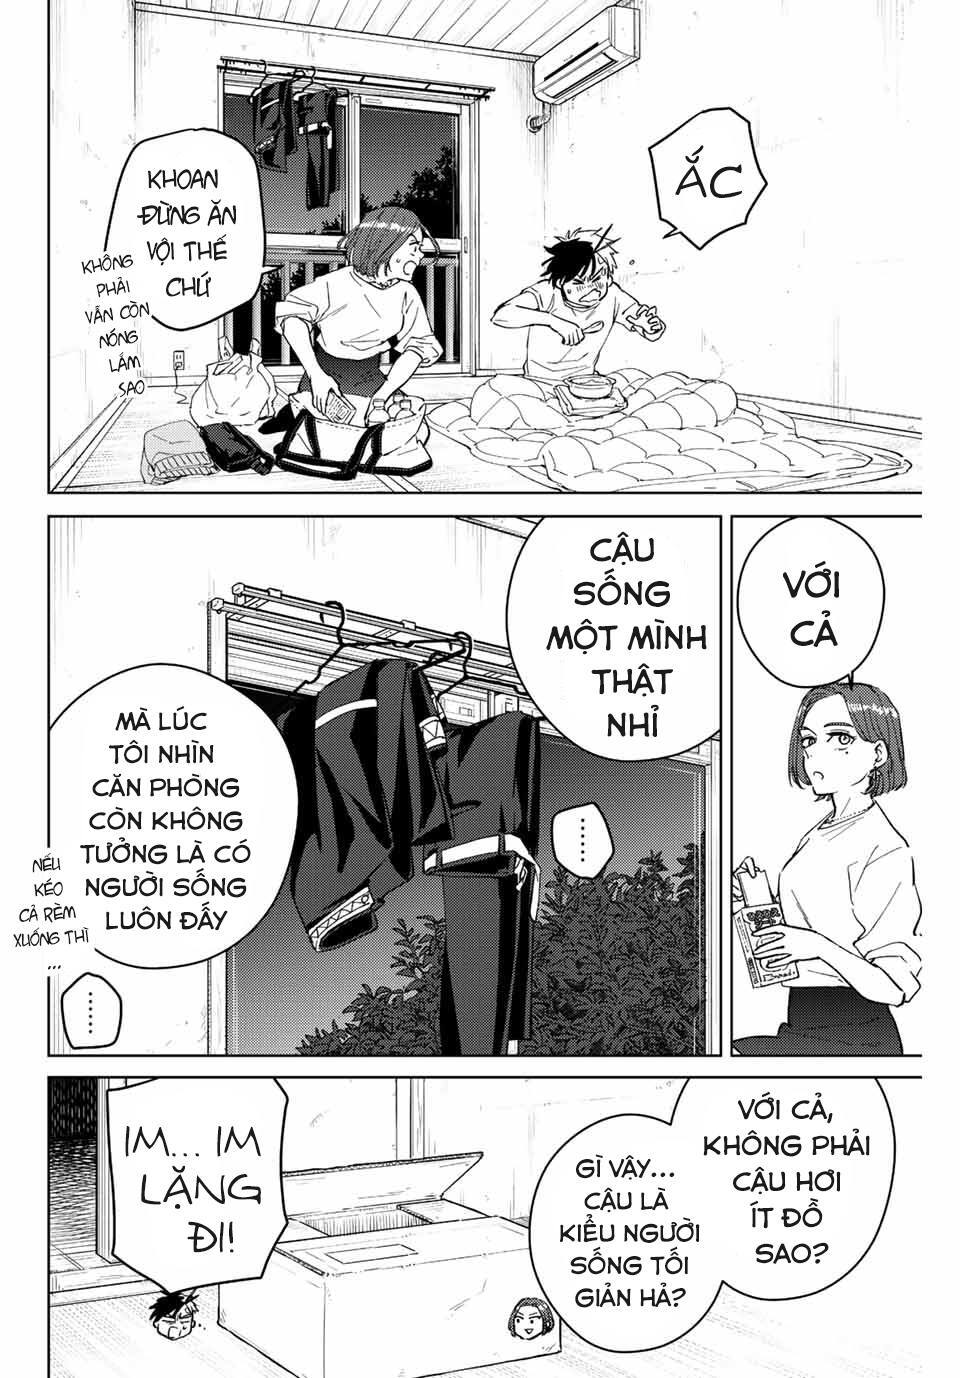 ẮC
KHOAN
ĐỪNG ĂN
VỘI THẾ
CHỨ
KHÔNG
PHẢI
VẪN CÒN
NÓNG
LẮM
SAO
VỚI
CẢ
CẬU
SỐNG
MỘT MÌNH
THẬT
NHỈ
......
MÀ LÚC
TÔI NHÌN
CĂN PHÒNG
CÒN KHÔNG
TƯỞNG LÀ CÓ
NGƯỜI SỐNG
LUÔN ĐẤY
NẾU
KÉO
CẢ RÈM
XUỐNG THÌ
...
......
VỚI CẢ,
KHÔNG PHẢI
CẬU HƠI
ÍT ĐỒ
SAO?
GÌ VẬY...
CẬU LÀ
KIỂU NGƯỜI
SỐNG TỐI
GIẢN HẢ?
IM... IM
LẶNG
ĐI!